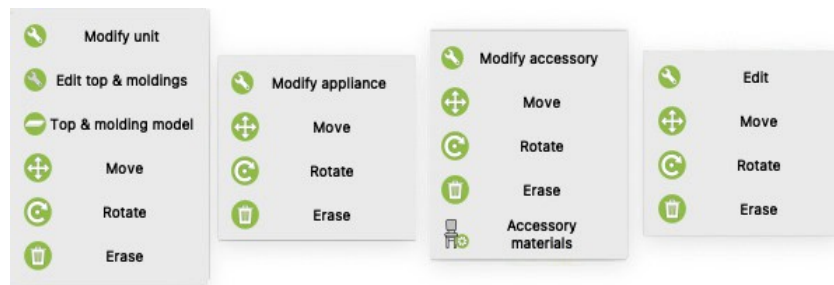 Modify unit
Edit top & moldings
Top & molding model
Move
Rotate
Erase
Modify appliance
Move
Rotate
Erase
Modify accessory
Move
Rotate
Erase
Accessory
materials
Edit
Move
Rotate
Erase